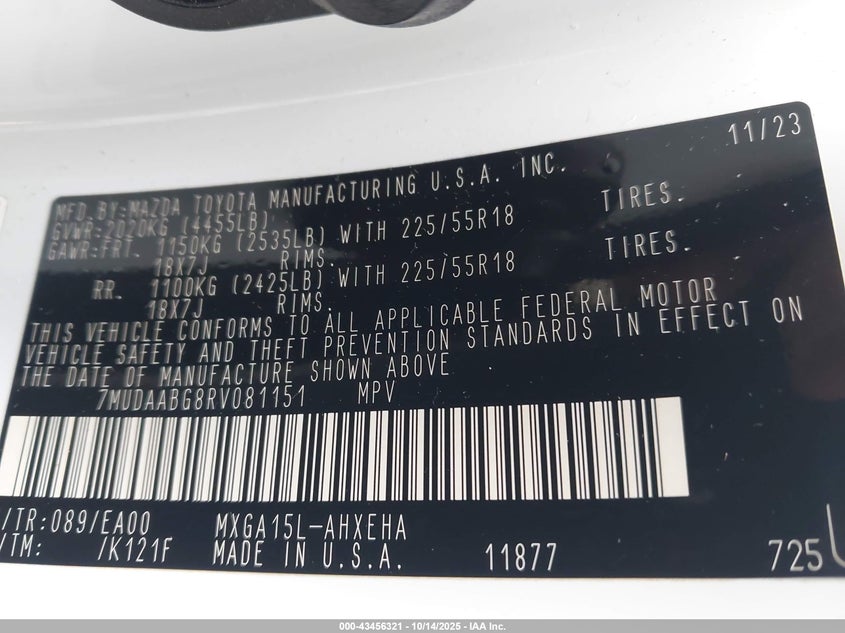 11/23
MFD.BY:MAZDA TOYOTA MANUFACTURING U.S.A. INC.
GVWR:2020KG (4455LB)
GAWR:FRT. 1150KG (2535LB) WITH 225/55R18 TIRES.
18X7J RIMS.
RR. 1100KG (2425LB) WITH 225/55R18 TIRES.
18X7J RIMS.
THIS VEHICLE CONFORMS TO ALL APPLICABLE FEDERAL MOTOR
VEHICLE SAFETY AND THEFT PREVENTION STANDARDS IN EFFECT ON
THE DATE OF MANUFACTURE SHOWN ABOVE
7MUDAABG8RV081151 MPV
/TR:089/EA00 MXGA15L-AHXEHA
/TM: /K121F MADE IN U.S.A. 11877 725
000-43456321 | 10/14/2025 | IAA Inc.